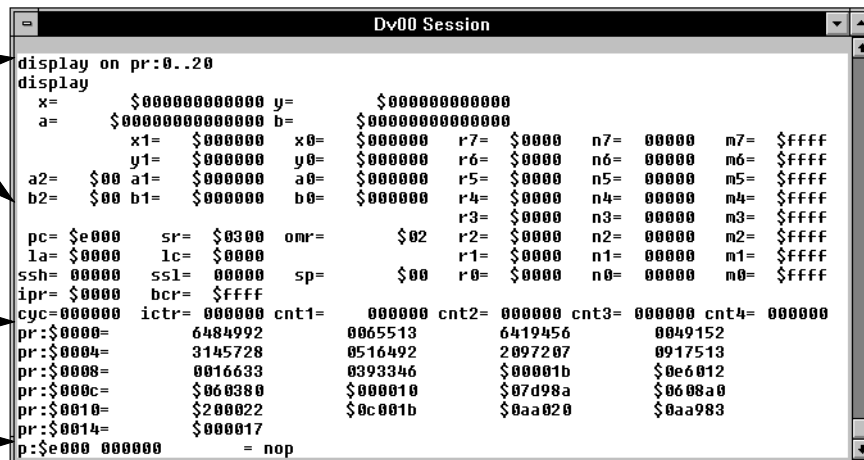 Dv00 Session
display on pr:0..20
display
x= $000000000000 y= $000000000000
a= $00000000000000 b= $00000000000000
x1= $000000 x0= $000000 r7= $0000 n7= 00000 m7= $ffff
y1= $000000 y0= $000000 r6= $0000 n6= 00000 m6= $ffff
a2= $00 a1= $000000 a0= $000000 r5= $0000 n5= 00000 m5= $ffff
b2= $00 b1= $000000 b0= $000000 r4= $0000 n4= 00000 m4= $ffff
r3= $0000 n3= 00000 m3= $ffff
pc= $e000 sr= $0300 omr= $02 r2= $0000 n2= 00000 m2= $ffff
la= $0000 lc= $0000 r1= $0000 n1= 00000 m1= $ffff
ssh= 00000 ssl= 00000 sp= $00 r0= $0000 n0= 00000 m0= $ffff
ipr= $0000 bcr= $ffff
cyc=000000 ictr= 000000 cnt1= 000000 cnt2= 000000 cnt3= 000000 cnt4= 000000
pr:$0000= 6484992 0065513 6419456 0049152
pr:$0004= 3145728 0516492 2097207 0917513
pr:$0008= 0016633 0393346 $00001b $0e6012
pr:$000c= $060380 $000010 $07d98a $0608a0
pr:$0010= $200022 $0c001b $0aa020 $0aa983
pr:$0014= $000017
p:$e000 000000 = nop